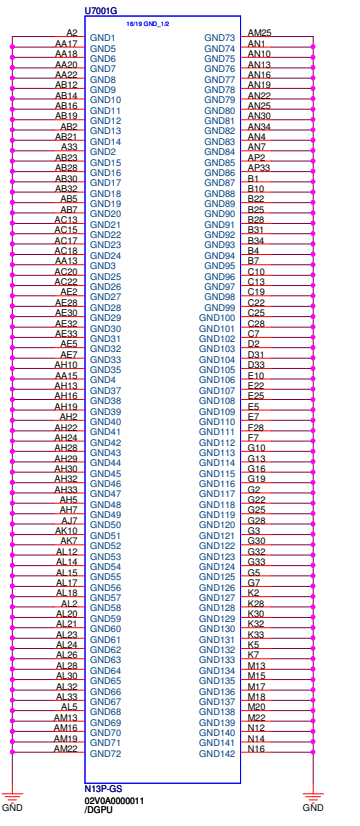 U7001G
16/19 GND_1/2
A2 GND1 GND73 AM25
AA17 GND5 GND74 AN1
AA18 GND6 GND75 AN10
AA20 GND7 GND76 AN13
AA22 GND8 GND77 AN16
AB12 GND9 GND78 AN19
AB14 GND10 GND79 AN22
AB16 GND11 GND80 AN25
AB19 GND12 GND81 AN30
AB2 GND13 GND82 AN34
AB21 GND14 GND83 AN4
A33 GND2 GND84 AN7
AB23 GND15 GND85 AP2
AB28 GND16 GND86 AP33
AB30 GND17 GND87 B1
AB32 GND18 GND88 B10
AB5 GND19 GND89 B22
AB7 GND20 GND90 B25
AC13 GND21 GND91 B28
AC15 GND22 GND92 B31
AC17 GND23 GND93 B34
AC18 GND24 GND94 B4
AA13 GND3 GND95 B7
AC20 GND25 GND96 C10
AC22 GND26 GND97 C13
AE2 GND27 GND98 C19
AE28 GND28 GND99 C22
AE30 GND29 GND100 C25
AE32 GND30 GND101 C28
AE33 GND31 GND102 C7
AE5 GND32 GND103 D2
AE7 GND33 GND104 D31
AH10 GND35 GND105 D33
AA15 GND4 GND106 E10
AH13 GND37 GND107 E22
AH16 GND38 GND108 E25
AH19 GND39 GND109 E5
AH2 GND40 GND110 E7
AH22 GND41 GND111 F28
AH24 GND42 GND112 F7
AH28 GND43 GND113 G10
AH29 GND44 GND114 G13
AH30 GND45 GND115 G16
AH32 GND46 GND116 G19
AH33 GND47 GND117 G2
AH5 GND48 GND118 G22
AH7 GND49 GND119 G25
AJ7 GND50 GND120 G28
AK10 GND51 GND121 G3
AK7 GND52 GND122 G30
AL12 GND53 GND123 G32
AL14 GND54 GND124 G33
AL15 GND55 GND125 G5
AL17 GND56 GND126 G7
AL18 GND57 GND127 K2
AL2 GND58 GND128 K28
AL20 GND59 GND129 K30
AL21 GND60 GND130 K32
AL23 GND61 GND131 K33
AL24 GND62 GND132 K5
AL26 GND63 GND133 K7
AL28 GND64 GND134 M13
AL30 GND65 GND135 M15
AL32 GND66 GND136 M17
AL33 GND67 GND137 M18
AL5 GND68 GND138 M20
AM13 GND69 GND139 M22
AM16 GND70 GND140 N12
AM19 GND71 GND141 N14
AM22 GND72 GND142 N16
N13P-GS
02V0A0000011
/DGPU
GND GND